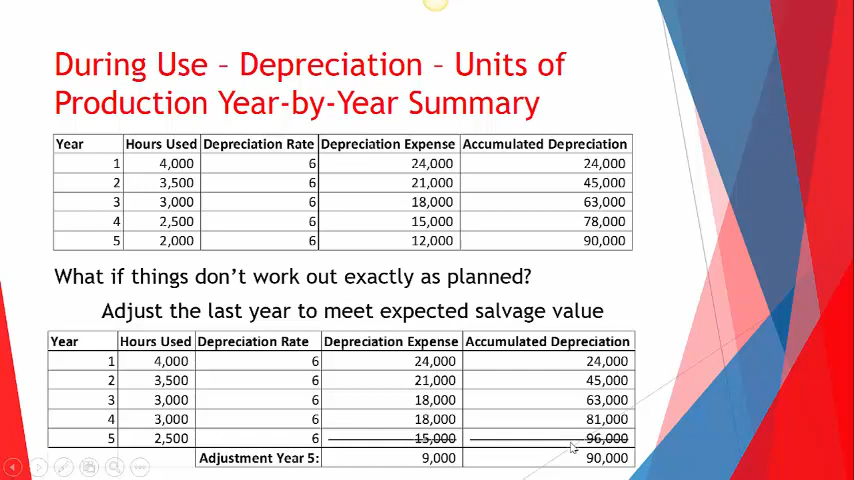 During Use – Depreciation – Units of
Production Year-by-Year Summary
Year Hours Used Depreciation Rate Depreciation Expense Accumulated Depreciation
1 4,000 6 24,000 24,000
2 3,500 6 21,000 45,000
3 3,000 6 18,000 63,000
4 2,500 6 15,000 78,000
5 2,000 6 12,000 90,000
What if things don't work out exactly as planned?
Adjust the last year to meet expected salvage value
Year Hours Used Depreciation Rate Depreciation Expense Accumulated Depreciation
1 4,000 6 24,000 24,000
2 3,500 6 21,000 45,000
3 3,000 6 18,000 63,000
4 3,000 6 18,000 81,000
5 2,500 6 15,000 96,000
Adjustment Year 5: 9,000 90,000